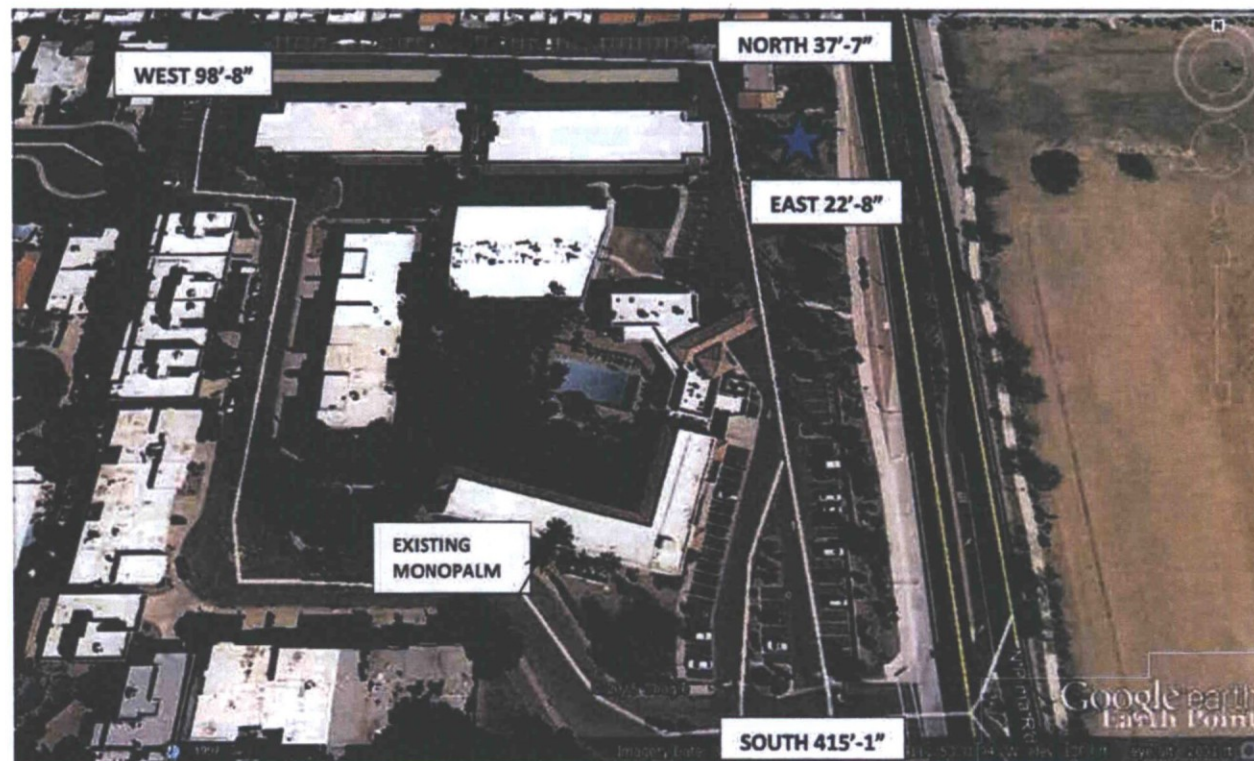 NORTH 37'-7"
WEST 98'-8"
EAST 22'-8"
EXISTING
MONOPALM
Google earth
Earth Point
SOUTH 415'-1"